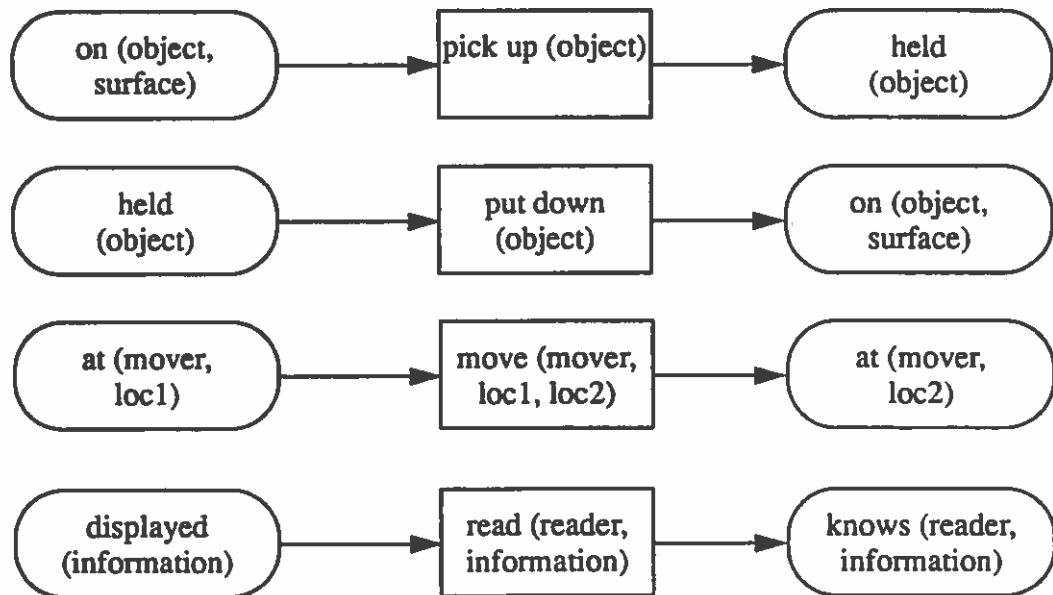 on (object,
surface)
pick up (object)
held
(object)
held
(object)
put down
(object)
on (object,
surface)
at (mover,
loc1)
move (mover,
loc1, loc2)
at (mover,
loc2)
displayed
(information)
read (reader,
information)
knows (reader,
information)